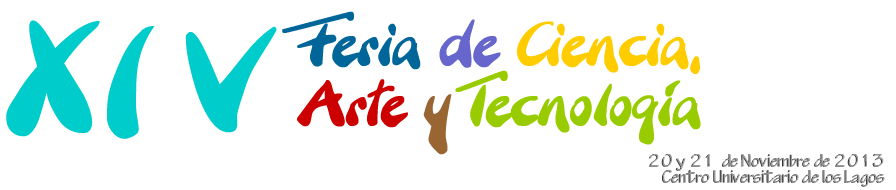 XIV Feria de Ciencia,
Arte y Tecnología
20 y 21 de Noviembre de 2013
Centro Universitario de los Lagos